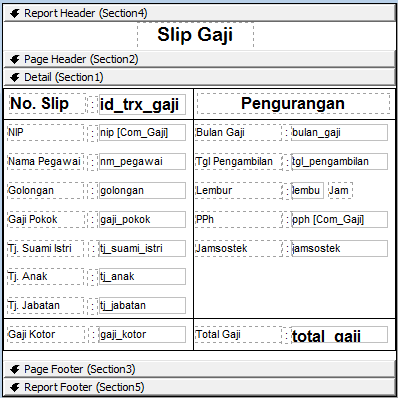 Report Header (Section4)
Slip Gaji
Page Header (Section2)
Detail (Section1)
No. Slip : id_trx_gaji Pengurangan
NIP : nip [Com_Gaji] Bulan Gaji : bulan_gaji
Nama Pegawai : nm_pegawai Tgl Pengambilan : tgl_pengambilan
Golongan : golongan Lembur : lembu Jam
Gaji Pokok : gaji_pokok PPh : pph [Com_Gaji]
Tj. Suami Istri : tj_suami_istri Jamsostek : jamsostek
Tj. Anak : tj_anak
Tj. Jabatan : tj_jabatan
Gaji Kotor : gaji_kotor Total Gaji : total_gaji
Page Footer (Section3)
Report Footer (Section5)